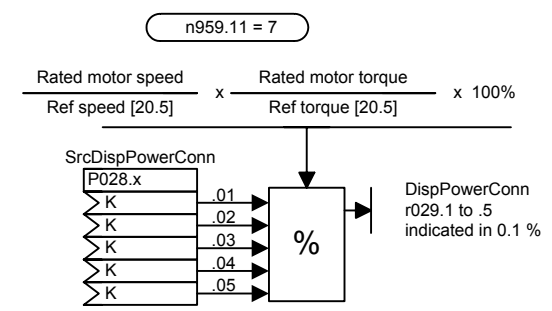 n959.11 = 7
Rated motor speed
Ref speed [20.5]
x
Rated motor torque
Ref torque [20.5]
x 100%
SrcDispPowerConn
P028.x
K .01
K .02
K .03
K .04
K .05
%
DispPowerConn
r029.1 to .5
indicated in 0.1 %